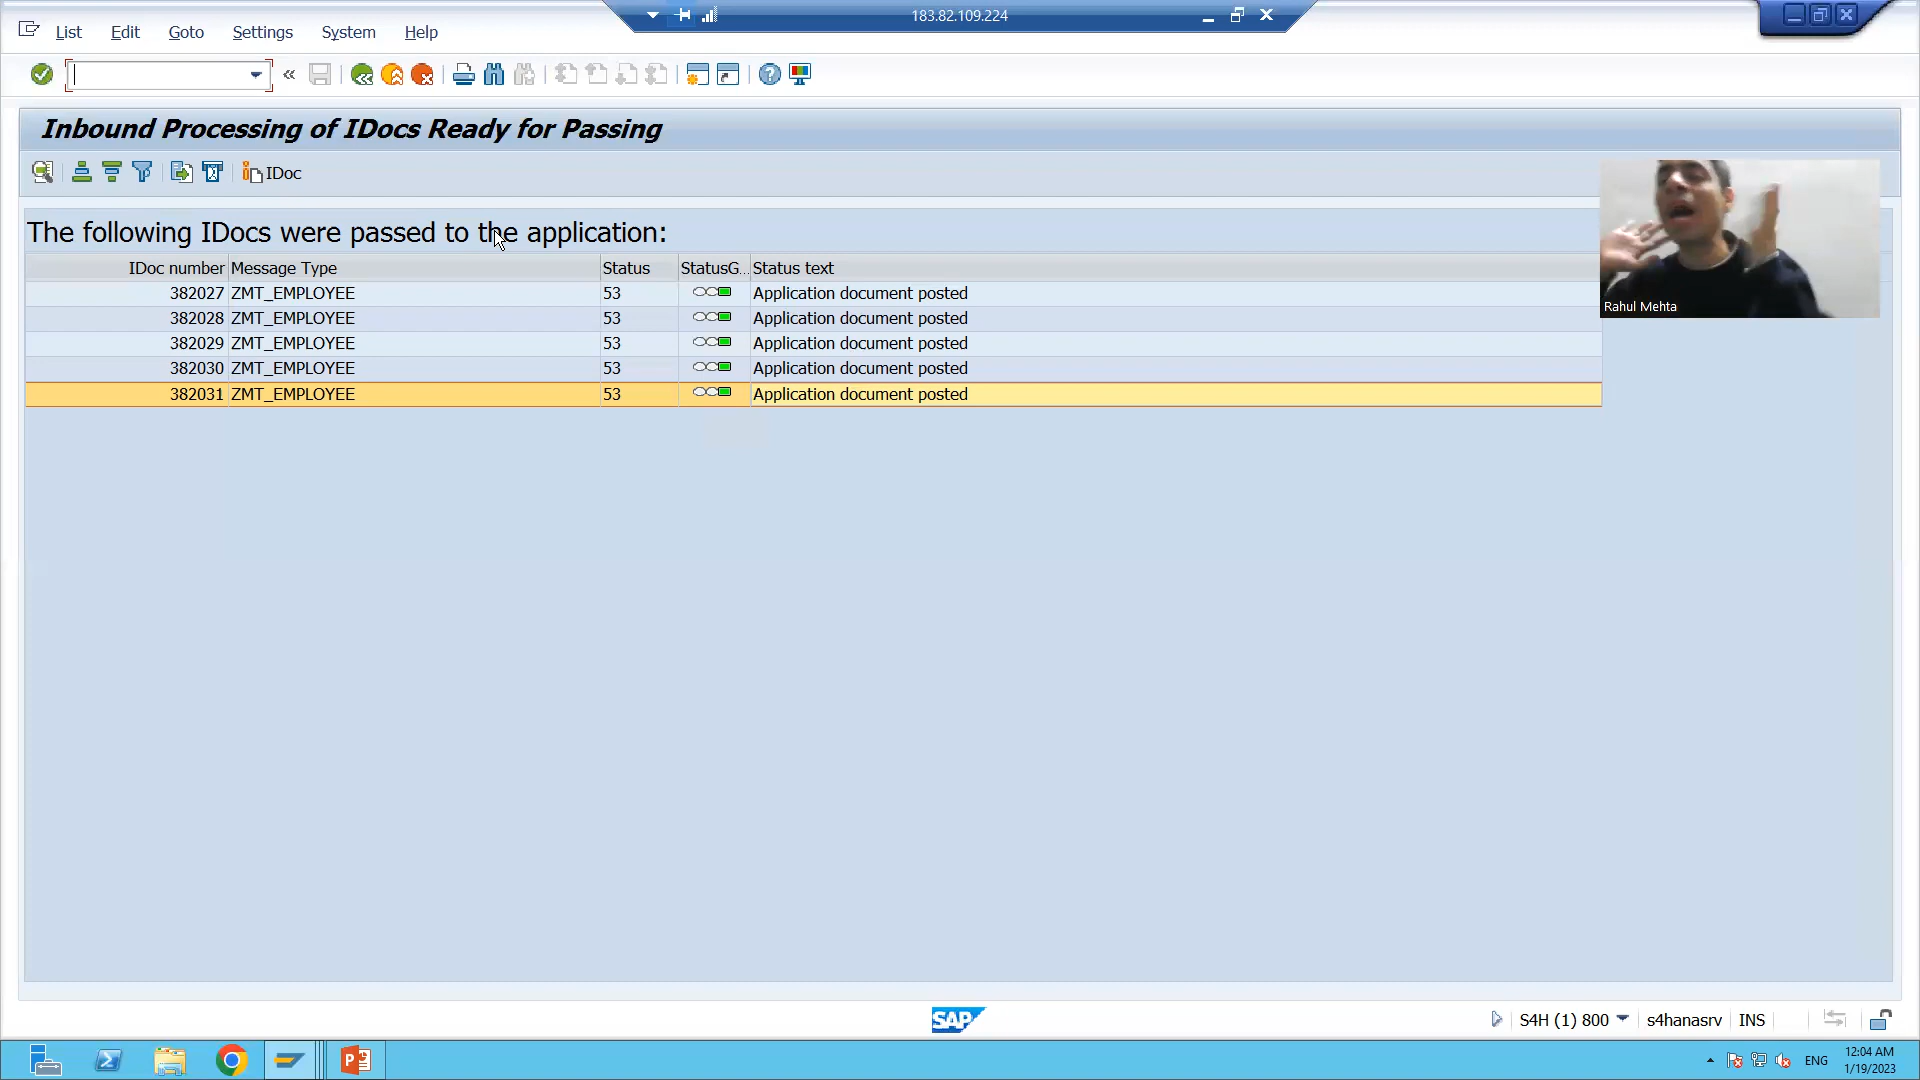 183.82.109.224
List Edit Goto Settings System Help
Inbound Processing of IDocs Ready for Passing
IDoc
The following IDocs were passed to the application:
IDoc number Message Type Status StatusG... Status text
382027 ZMT_EMPLOYEE 53 Application document posted
382028 ZMT_EMPLOYEE 53 Application document posted
382029 ZMT_EMPLOYEE 53 Application document posted
382030 ZMT_EMPLOYEE 53 Application document posted
382031 ZMT_EMPLOYEE 53 Application document posted
Rahul Mehta
SAP
S4H (1) 800 s4hanasrv INS
ENG
12:04 AM
1/19/2023